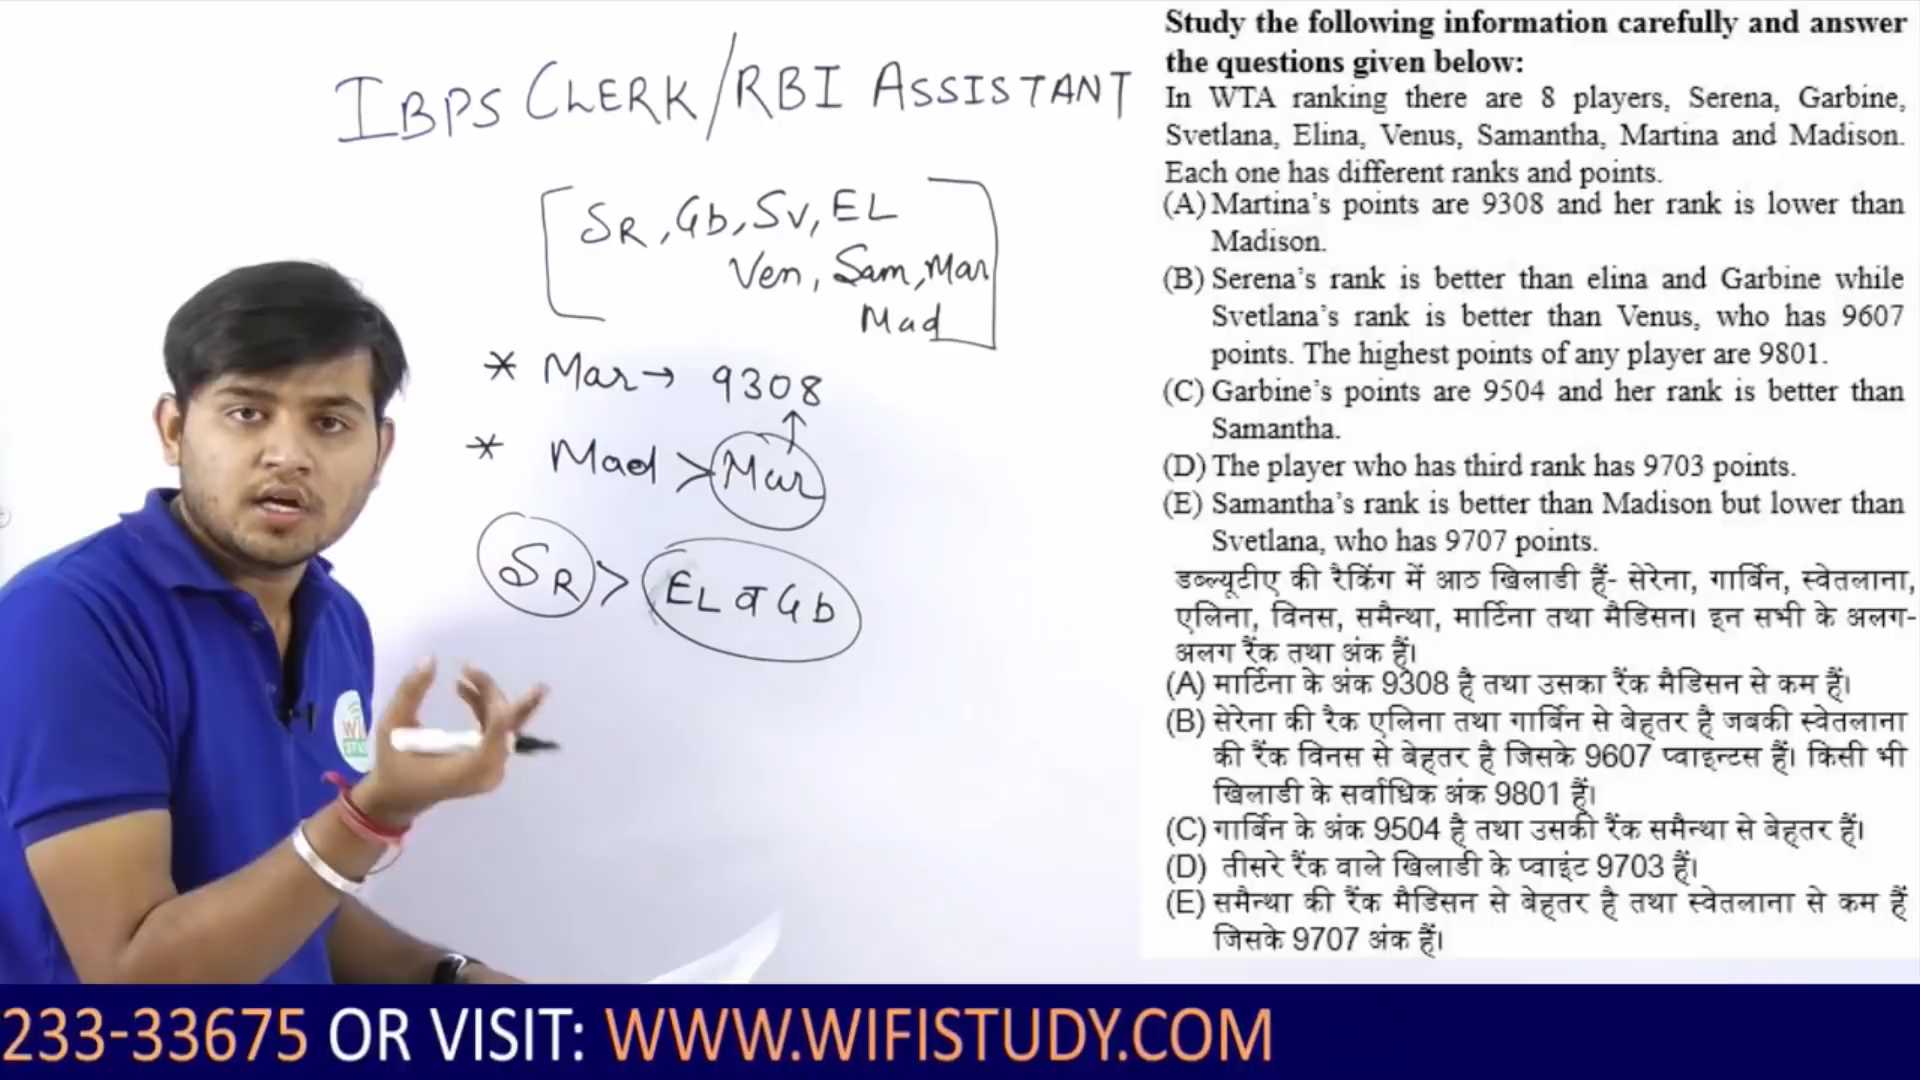 IBPS CLERK/RBI ASSISTANT
[SR, Gb, SV, EL
Ven, Sam, Mar
Mad]
* Mar → 9308
* Mad > Mar
SR > EL व Gb
Study the following information carefully and answer
the questions given below:
In WTA ranking there are 8 players, Serena, Garbine,
Svetlana, Elina, Venus, Samantha, Martina and Madison.
Each one has different ranks and points.
(A) Martina's points are 9308 and her rank is lower than
Madison.
(B) Serena's rank is better than elina and Garbine while
Svetlana's rank is better than Venus, who has 9607
points. The highest points of any player are 9801.
(C) Garbine's points are 9504 and her rank is better than
Samantha.
(D) The player who has third rank has 9703 points.
(E) Samantha's rank is better than Madison but lower than
Svetlana, who has 9707 points.
डब्ल्यूटीए की रैकिंग में आठ खिलाडी हैं- सेरेना, गार्बिन, स्वेतलाना,
एलिना, विनस, समैन्था, मार्टिना तथा मैडिसन। इन सभी के अलग-
अलग रैंक तथा अंक हैं।
(A) मार्टिना के अंक 9308 है तथा उसका रैंक मैडिसन से कम हैं।
(B) सेरेना की रैक एलिना तथा गार्बिन से बेहतर है जबकी स्वेतलाना
की रैंक विनस से बेहतर है जिसके 9607 प्वाइन्टस हैं। किसी भी
खिलाडी के सर्वाधिक अंक 9801 हैं।
(C) गार्बिन के अंक 9504 है तथा उसकी रैंक समैन्था से बेहतर हैं।
(D) तीसरे रैंक वाले खिलाडी के प्वाइंट 9703 हैं।
(E) समैन्था की रैंक मैडिसन से बेहतर है तथा स्वेतलाना से कम हैं
जिसके 9707 अंक हैं।
233-33675 OR VISIT: WWW.WIFISTUDY.COM